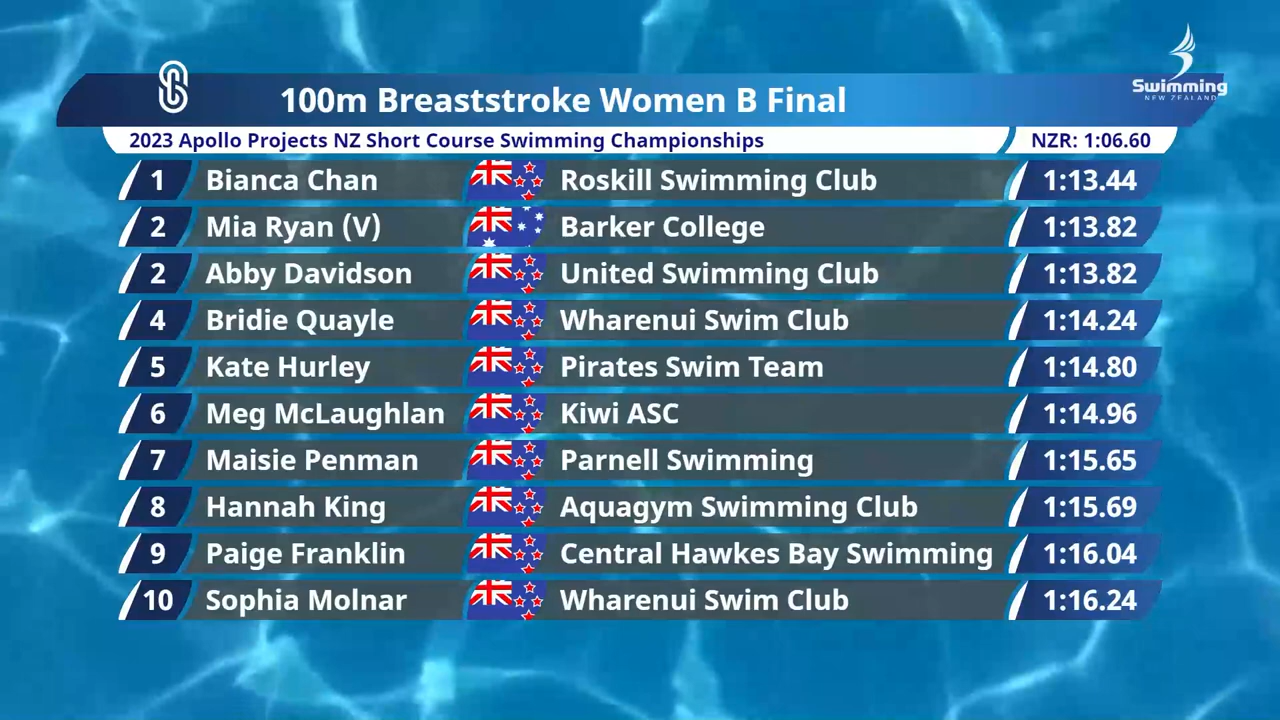 Swimming
NEW ZEALAND
100m Breaststroke Women B Final
2023 Apollo Projects NZ Short Course Swimming Championships NZR: 1:06.60
1 Bianca Chan Roskill Swimming Club 1:13.44
2 Mia Ryan (V) Barker College 1:13.82
2 Abby Davidson United Swimming Club 1:13.82
4 Bridie Quayle Wharenui Swim Club 1:14.24
5 Kate Hurley Pirates Swim Team 1:14.80
6 Meg McLaughlan Kiwi ASC 1:14.96
7 Maisie Penman Parnell Swimming 1:15.65
8 Hannah King Aquagym Swimming Club 1:15.69
9 Paige Franklin Central Hawkes Bay Swimming 1:16.04
10 Sophia Molnar Wharenui Swim Club 1:16.24